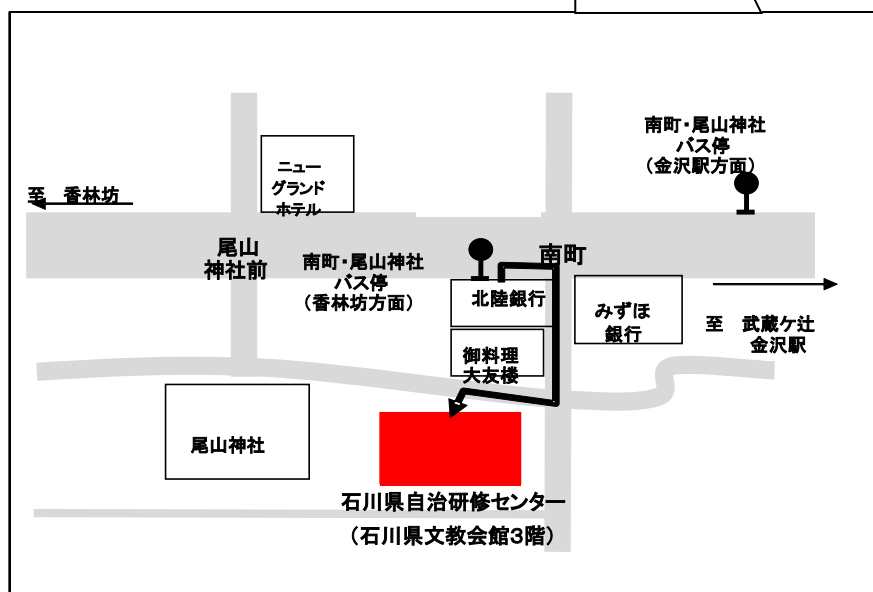 南町・尾山神社
バス停
（金沢駅方面）
ニュー
グランド
ホテル
至　香林坊
尾山
神社前
南町・尾山神社
バス停
（香林坊方面）
南町
北陸銀行
みずほ
銀行
至　武蔵ケ辻
金沢駅
御料理
大友楼
尾山神社
石川県自治研修センター
（石川県文教会館3階）